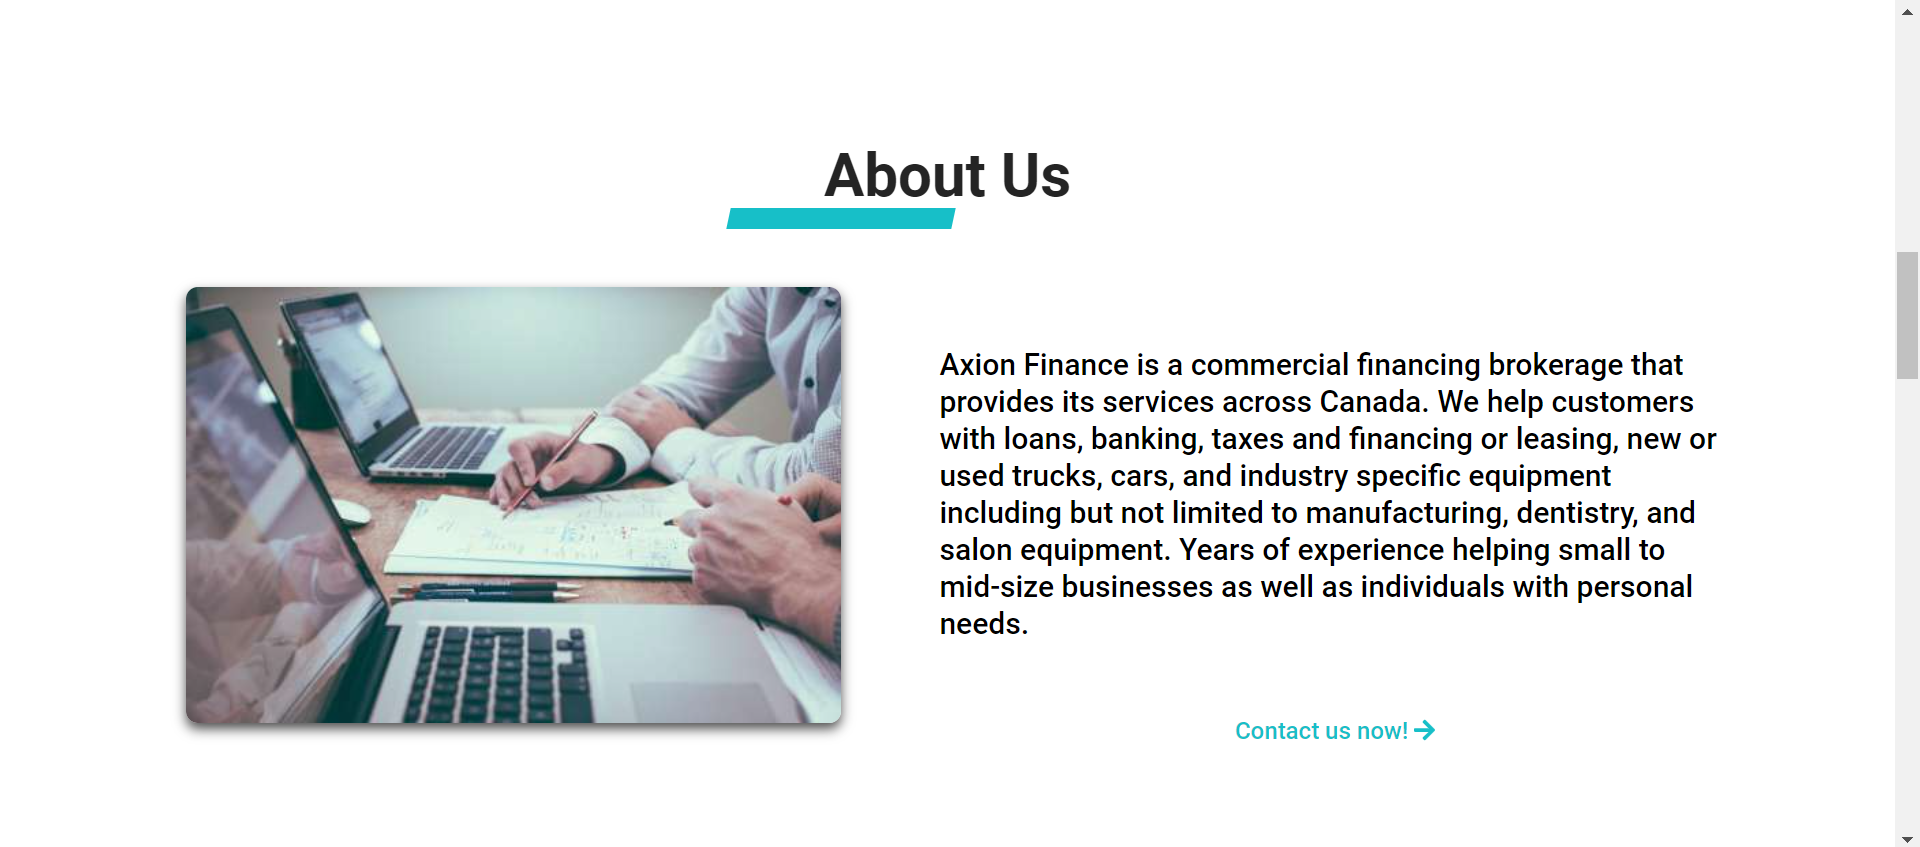 About Us
Axion Finance is a commercial financing brokerage that
provides its services across Canada. We help customers
with loans, banking, taxes and financing or leasing, new or
used trucks, cars, and industry specific equipment
including but not limited to manufacturing, dentistry, and
salon equipment. Years of experience helping small to
mid-size businesses as well as individuals with personal
needs.
Contact us now!